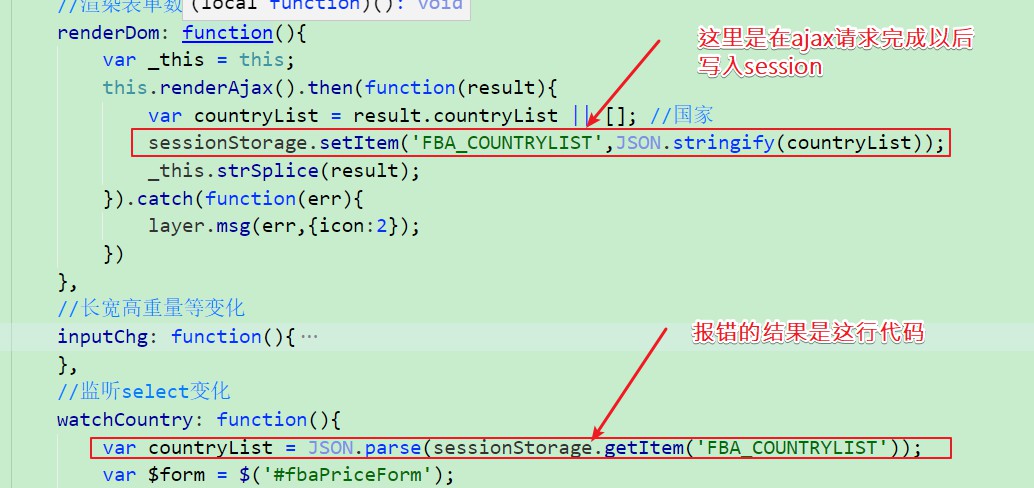 //渲染表单数 (local function)(): void
renderDom: function(){
var _this = this;
这里是在ajax请求完成以后
写入session
this.renderAjax().then(function(result){
var countryList = result.countryList || []; //国家
sessionStorage.setItem('FBA_COUNTRYLIST',JSON.stringify(countryList));
_this.strSplice(result);
}).catch(function(err){
layer.msg(err,{icon:2});
})
},
//长宽高重量等变化
inputChg: function(){⋯
报错的结果是这行代码
},
//监听select变化
watchCountry: function(){
var countryList = JSON.parse(sessionStorage.getItem('FBA_COUNTRYLIST'));
var $form = $('#fbaPriceForm');